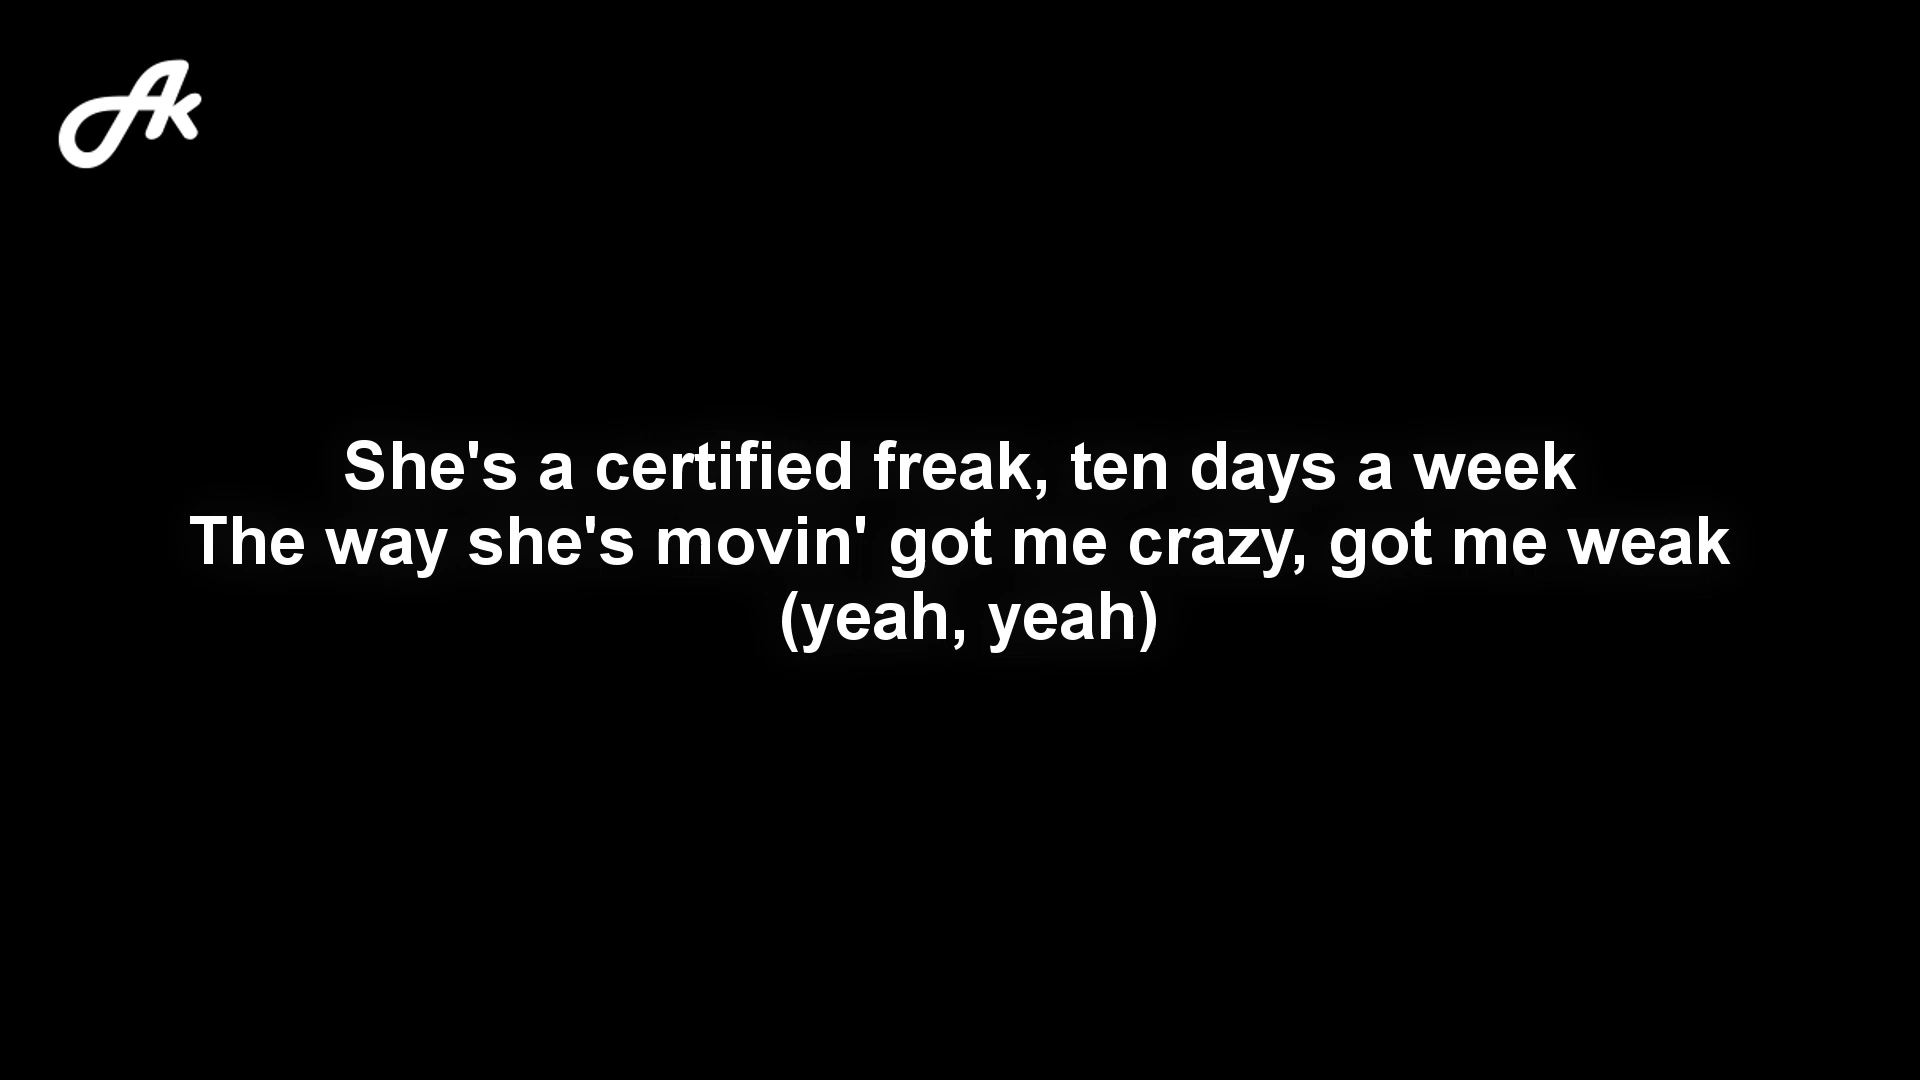 Ak
She's a certified freak, ten days a week
The way she's movin' got me crazy, got me weak
(yeah, yeah)